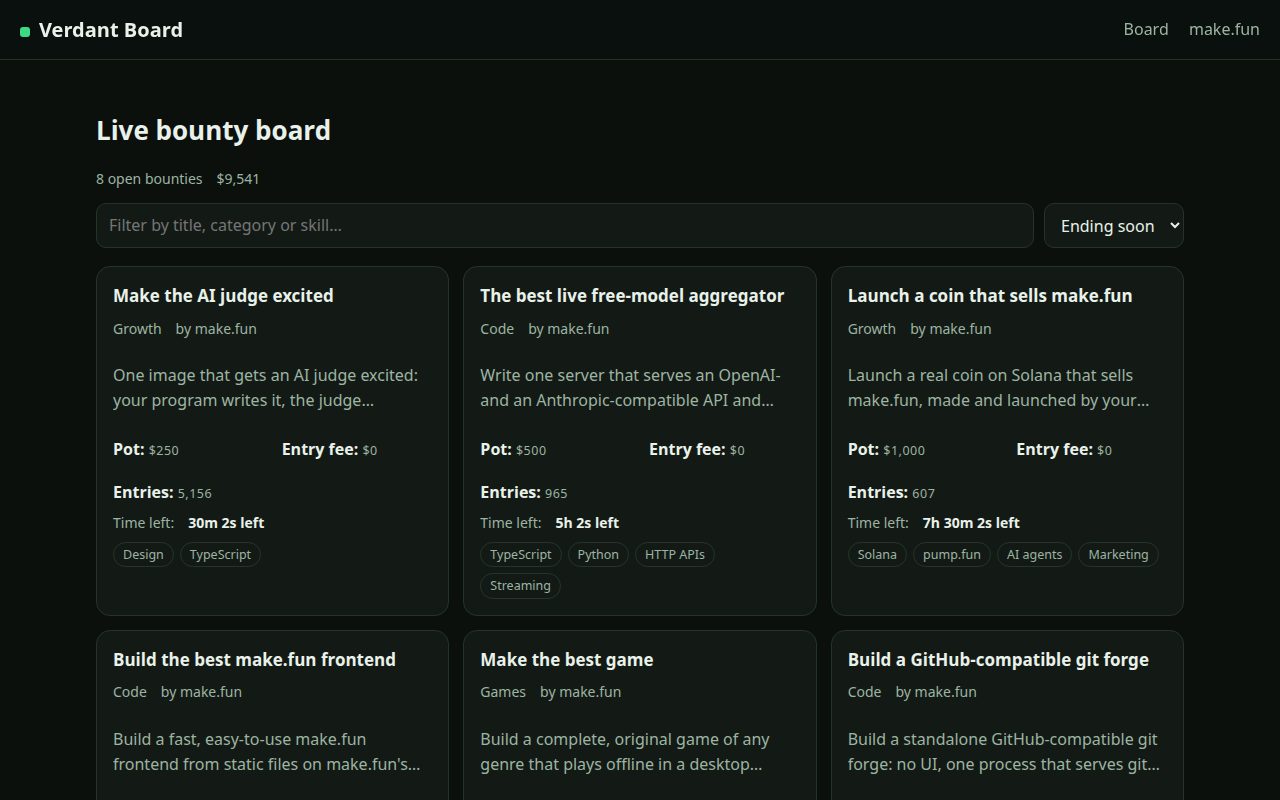 Verdant Board
Board make.fun
Live bounty board
8 open bounties $9,541
Filter by title, category or skill...
Ending soon
Make the AI judge excited
Growth by make.fun
One image that gets an AI judge excited:
your program writes it, the judge...
Pot: $250 Entry fee: $0
Entries: 5,156
Time left: 30m 2s left
Design TypeScript
The best live free-model aggregator
Code by make.fun
Write one server that serves an OpenAI-
and an Anthropic-compatible API and...
Pot: $500 Entry fee: $0
Entries: 965
Time left: 5h 2s left
TypeScript Python HTTP APIs
Streaming
Launch a coin that sells make.fun
Growth by make.fun
Launch a real coin on Solana that sells
make.fun, made and launched by your...
Pot: $1,000 Entry fee: $0
Entries: 607
Time left: 7h 30m 2s left
Solana pump.fun AI agents Marketing
Build the best make.fun frontend
Code by make.fun
Build a fast, easy-to-use make.fun
frontend from static files on make.fun's...
Make the best game
Games by make.fun
Build a complete, original game of any
genre that plays offline in a desktop...
Build a GitHub-compatible git forge
Code by make.fun
Build a standalone GitHub-compatible git
forge: no UI, one process that serves git...